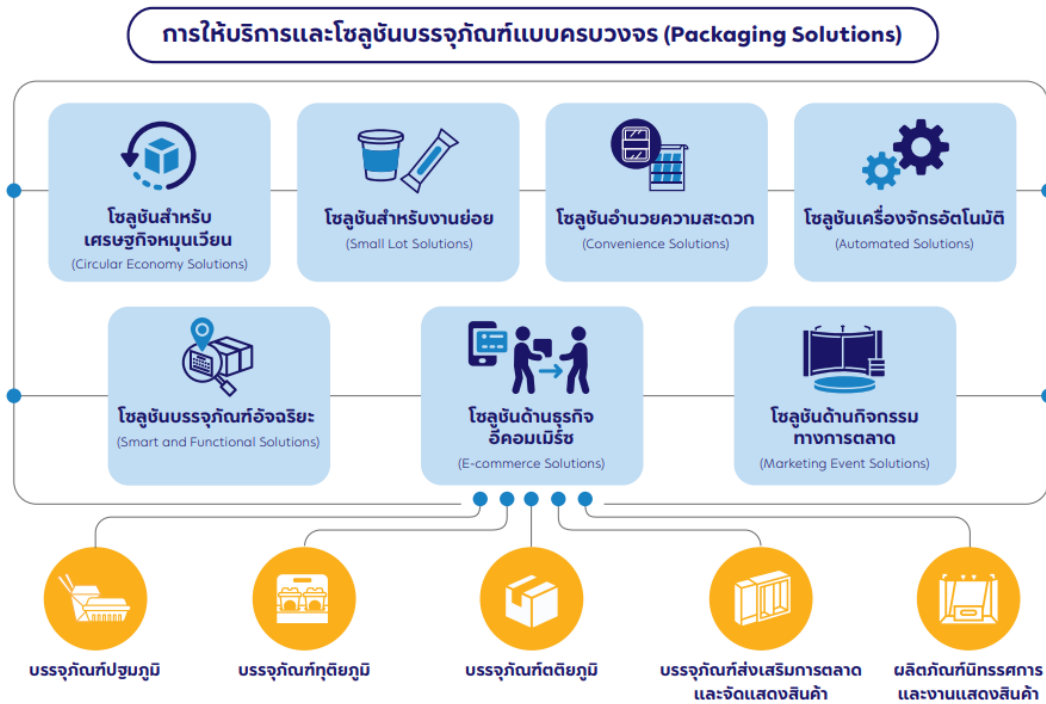 การให้บริการและโซลูชันบรรจุภัณฑ์แบบครบวงจร (Packaging Solutions)
โซลูชันสำหรับ
เศรษฐกิจหมุนเวียน
(Circular Economy Solutions)
โซลูชันสำหรับงานย่อย
(Small Lot Solutions)
โซลูชันอำนวยความสะดวก
(Convenience Solutions)
โซลูชันเครื่องจักรอัตโนมัติ
(Automated Solutions)
โซลูชันบรรจุภัณฑ์อัจฉริยะ
(Smart and Functional Solutions)
โซลูชันด้านธุรกิจ
อีคอมเมิร์ซ
(E-commerce Solutions)
โซลูชันด้านกิจกรรม
ทางการตลาด
(Marketing Event Solutions)
บรรจุภัณฑ์ปฐมภูมิ
บรรจุภัณฑ์ทุติยภูมิ
บรรจุภัณฑ์ตติยภูมิ
บรรจุภัณฑ์ส่งเสริมการตลาด
และจัดแสดงสินค้า
ผลิตภัณฑ์นิทรรศการ
และงานแสดงสินค้า